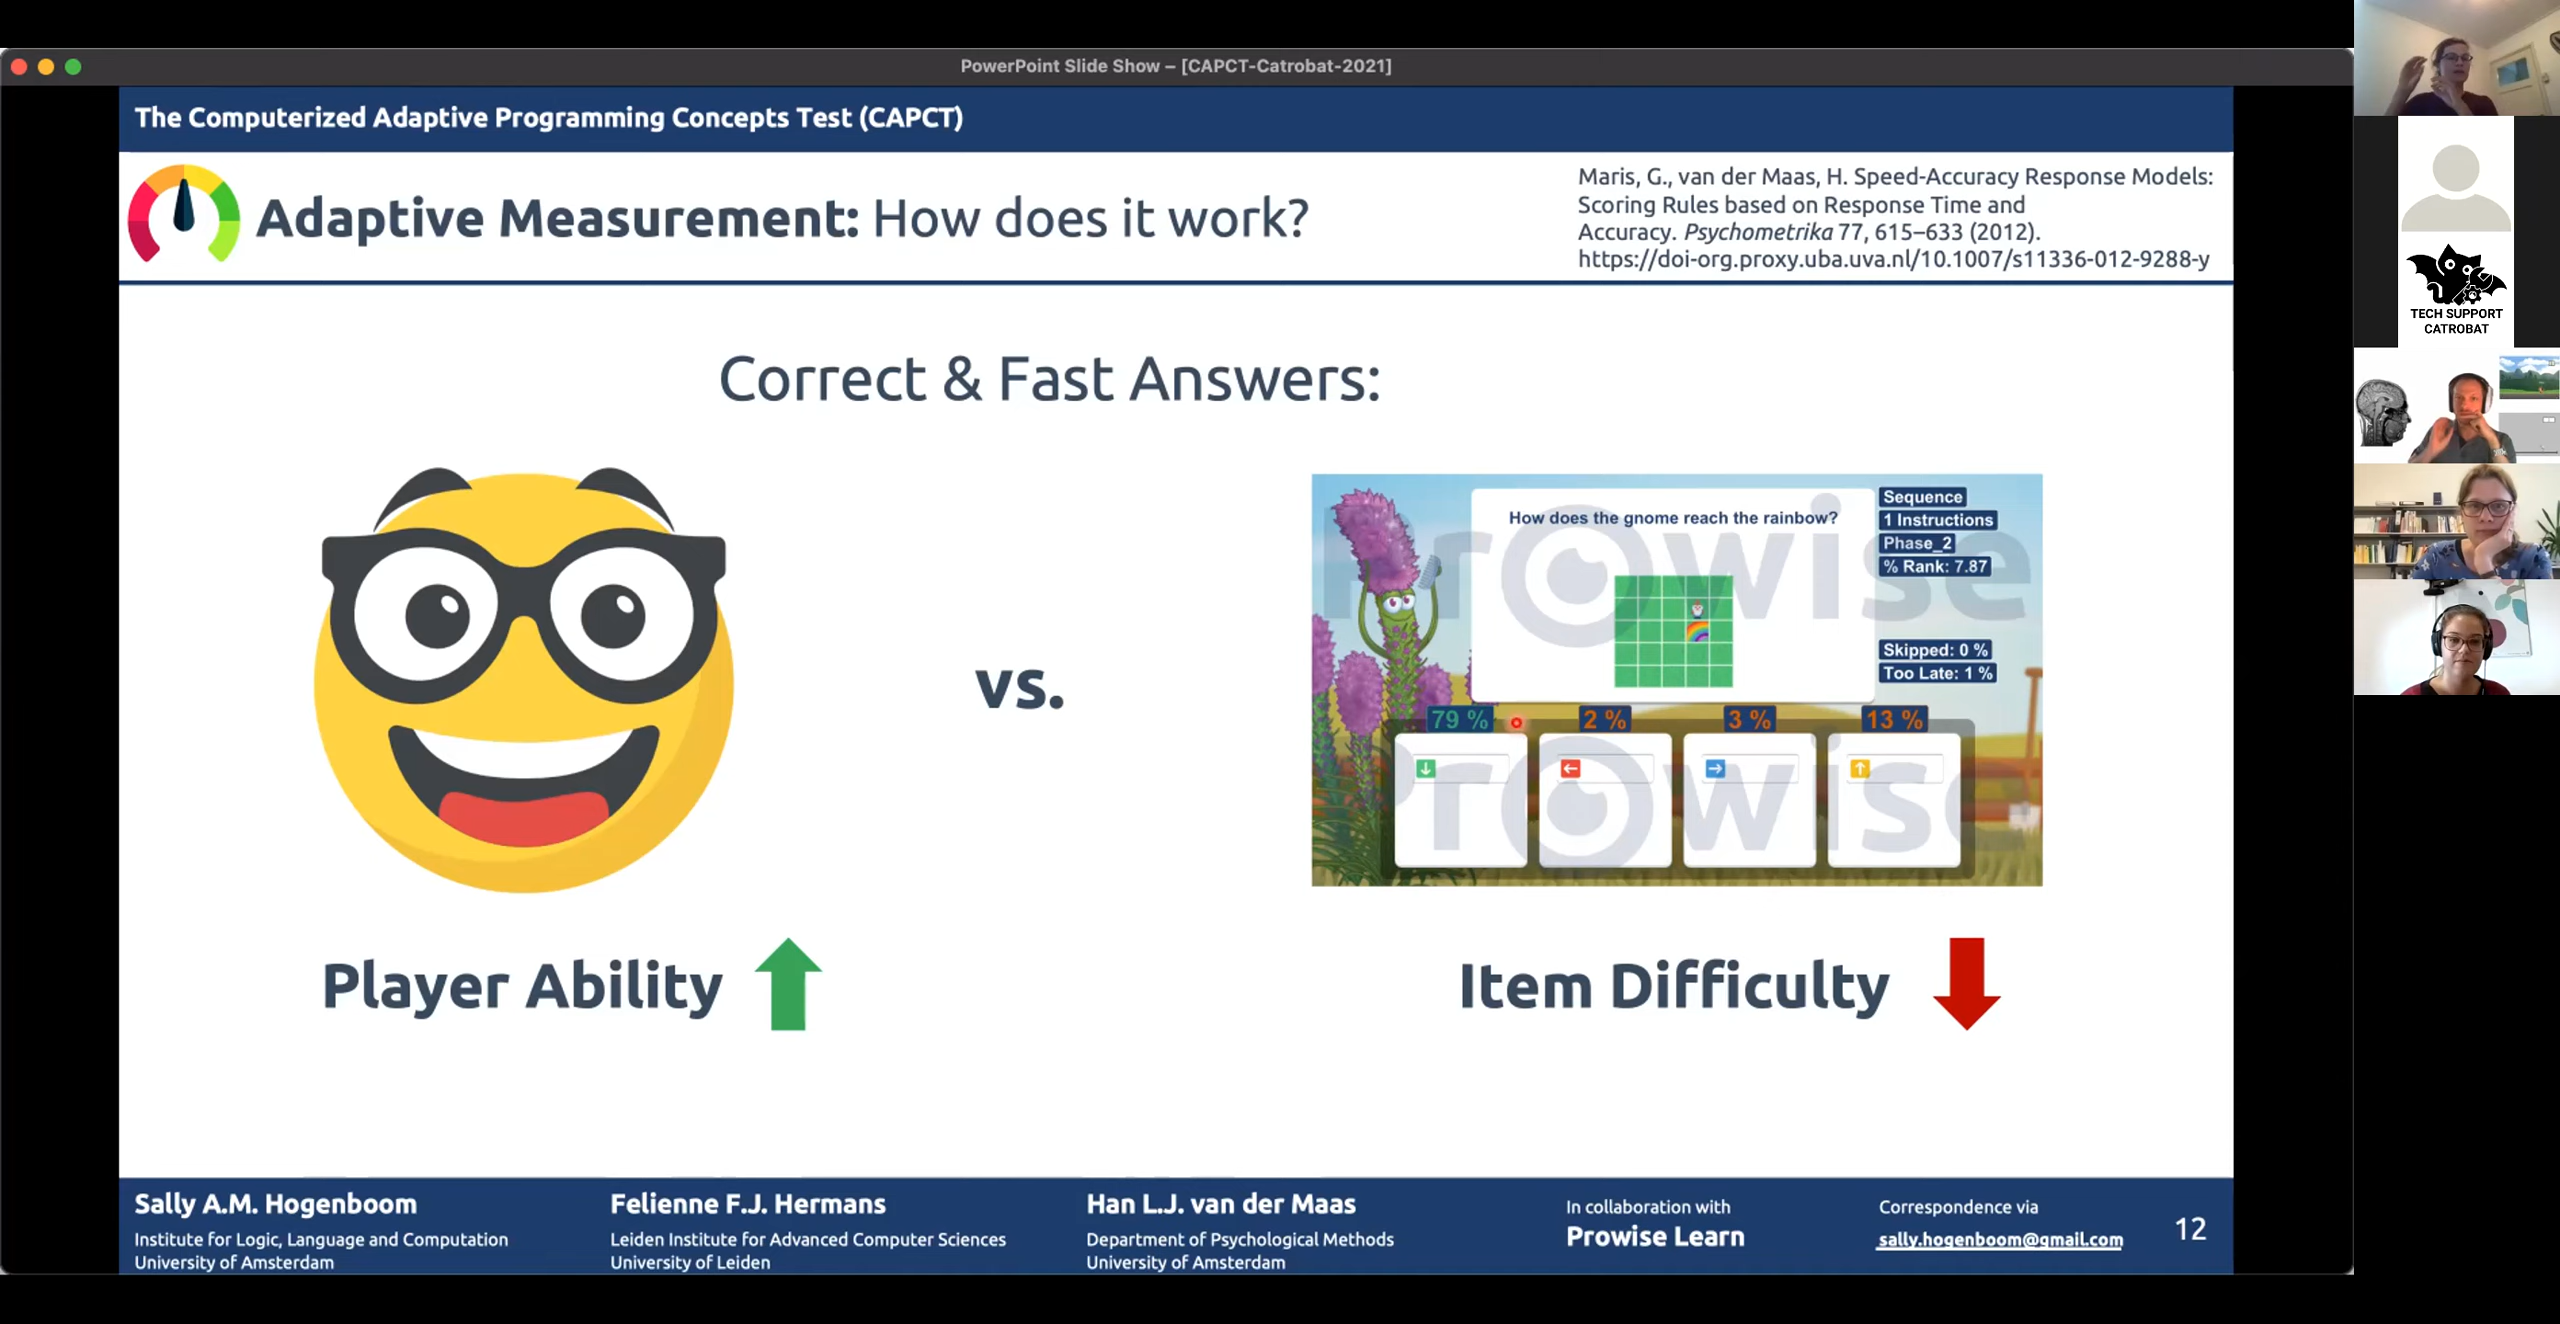 PowerPoint Slide Show – [CAPCT-Catrobat-2021]
The Computerized Adaptive Programming Concepts Test (CAPCT)
Adaptive Measurement: How does it work?
Maris, G., van der Maas, H. Speed-Accuracy Response Models:
Scoring Rules based on Response Time and
Accuracy. Psychometrika 77, 615–633 (2012).
https://doi-org.proxy.uba.uva.nl/10.1007/s11336-012-9288-y
TECH SUPPORT
CATROBAT
Correct & Fast Answers:
vs.
How does the gnome reach the rainbow?
Sequence
1 Instructions
Phase_2
% Rank: 7.87
Skipped: 0 %
Too Late: 1 %
Prowise
79 %
2 %
3 %
13 %
Prowise
Player Ability
Item Difficulty
Sally A.M. Hogenboom
Institute for Logic, Language and Computation
University of Amsterdam
Felienne F.J. Hermans
Leiden Institute for Advanced Computer Sciences
University of Leiden
Han L.J. van der Maas
Department of Psychological Methods
University of Amsterdam
In collaboration with
Prowise Learn
Correspondence via
sally.hogenboom@gmail.com
12